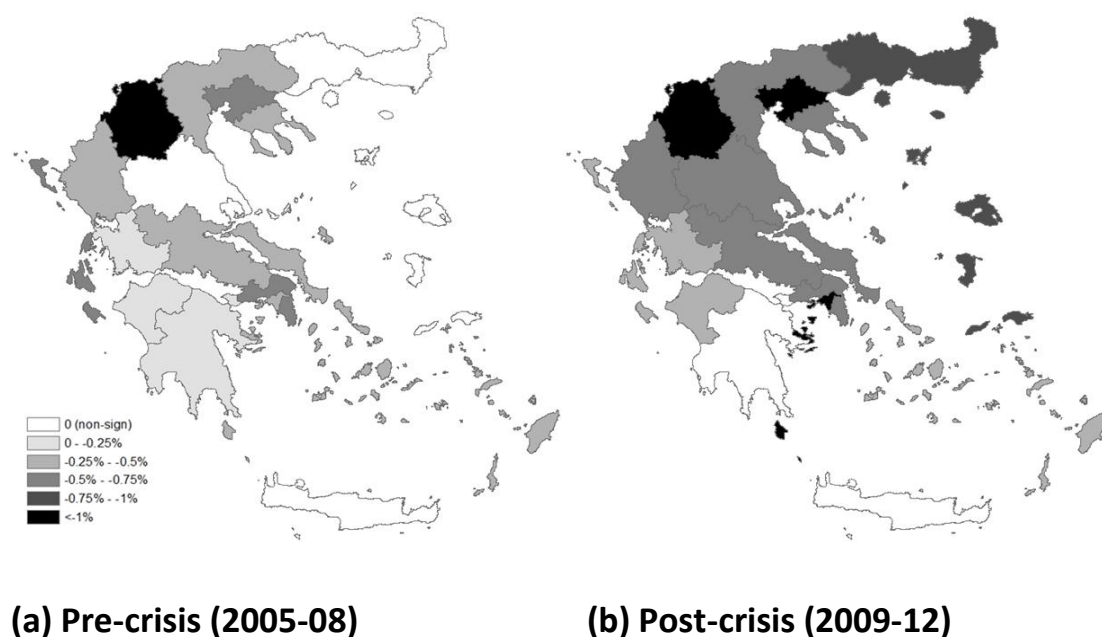 0 (non-sign)
0 - -0.25%
-0.25% - -0.5%
-0.5% - -0.75%
-0.75% - -1%
<-1%
(a) Pre-crisis (2005-08)
(b) Post-crisis (2009-12)